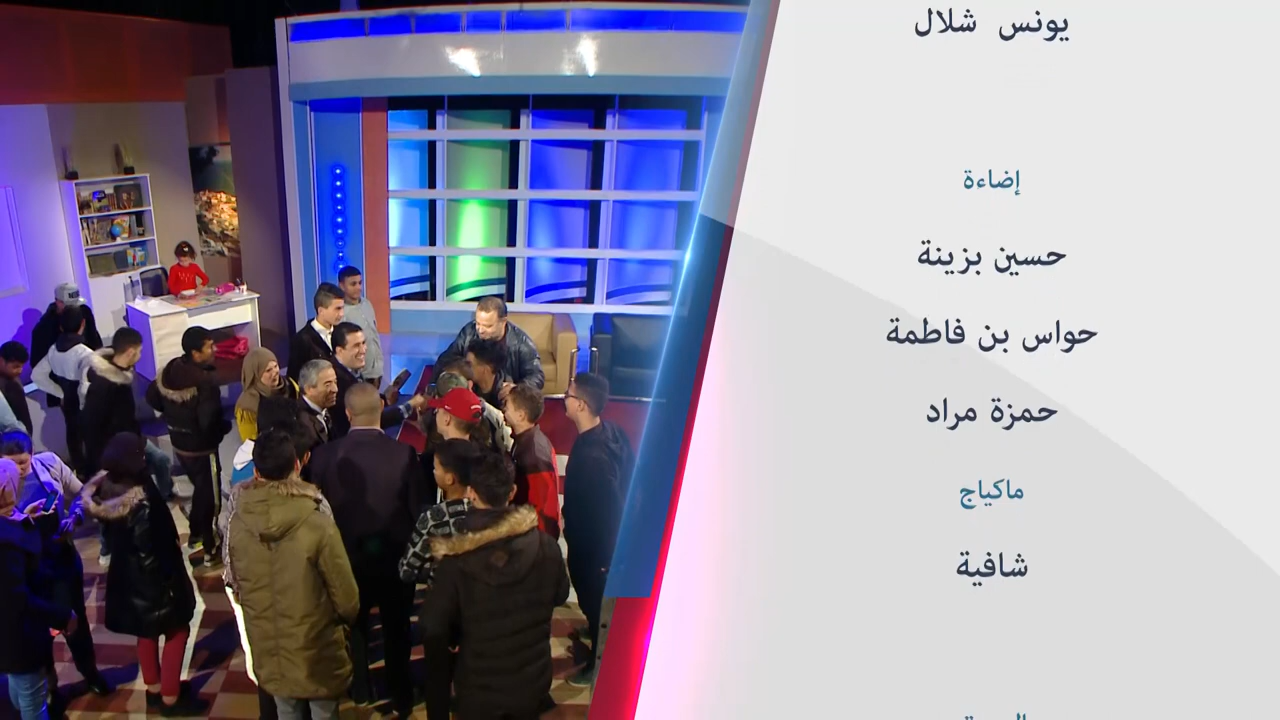 يونس شلال
إضاءة
حسين بزينة
حواس بن فاطمة
حمزة مراد
ماكياج
شافية